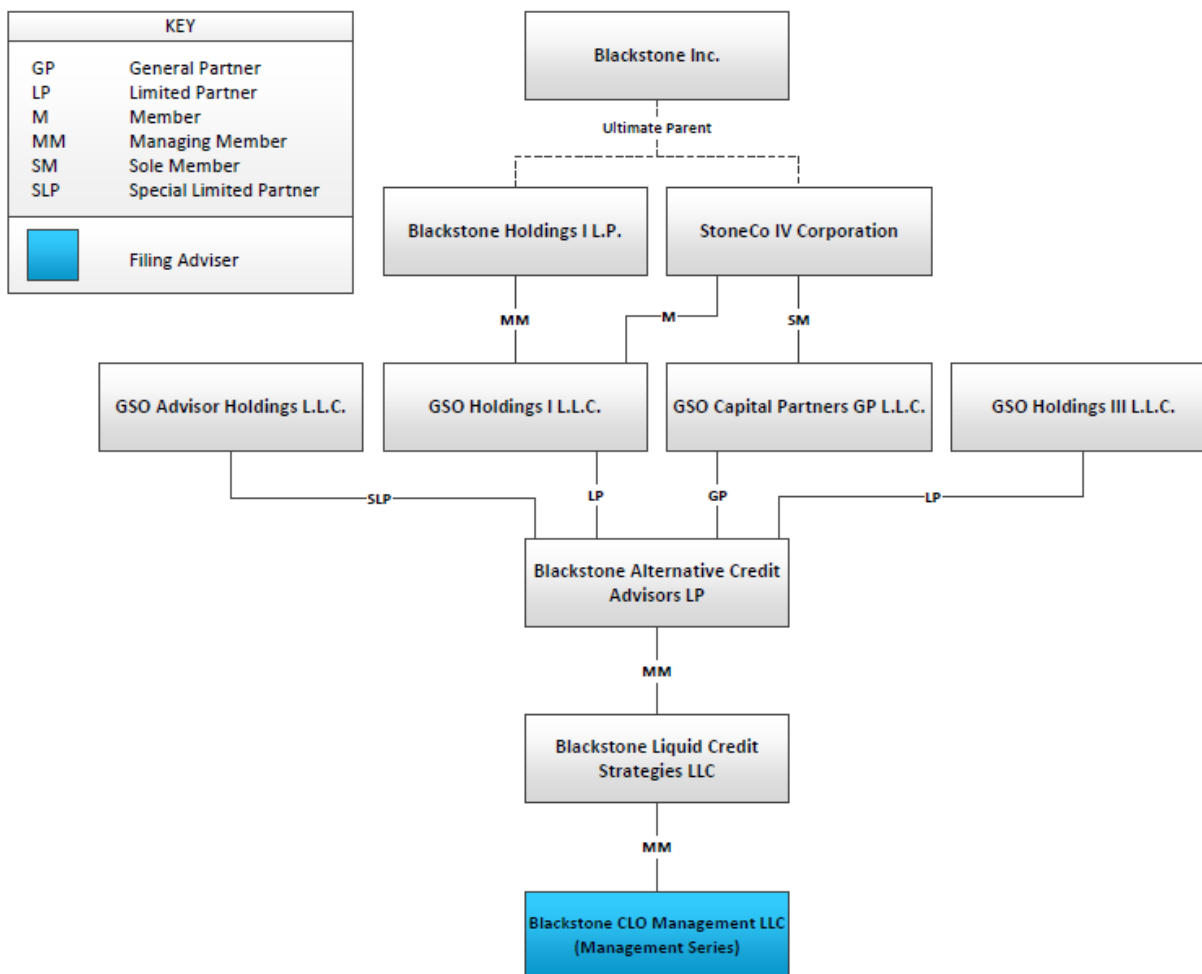 KEY
GP General Partner
LP Limited Partner
M Member
MM Managing Member
SM Sole Member
SLP Special Limited Partner
Filing Adviser
Blackstone Inc.
Ultimate Parent
Blackstone Holdings I L.P.
StoneCo IV Corporation
MM
M
SM
GSO Advisor Holdings L.L.C.
GSO Holdings I L.L.C.
GSO Capital Partners GP L.L.C.
GSO Holdings III L.L.C.
SLP
LP
GP
LP
Blackstone Alternative Credit
Advisors LP
MM
Blackstone Liquid Credit
Strategies LLC
MM
Blackstone CLO Management LLC
(Management Series)